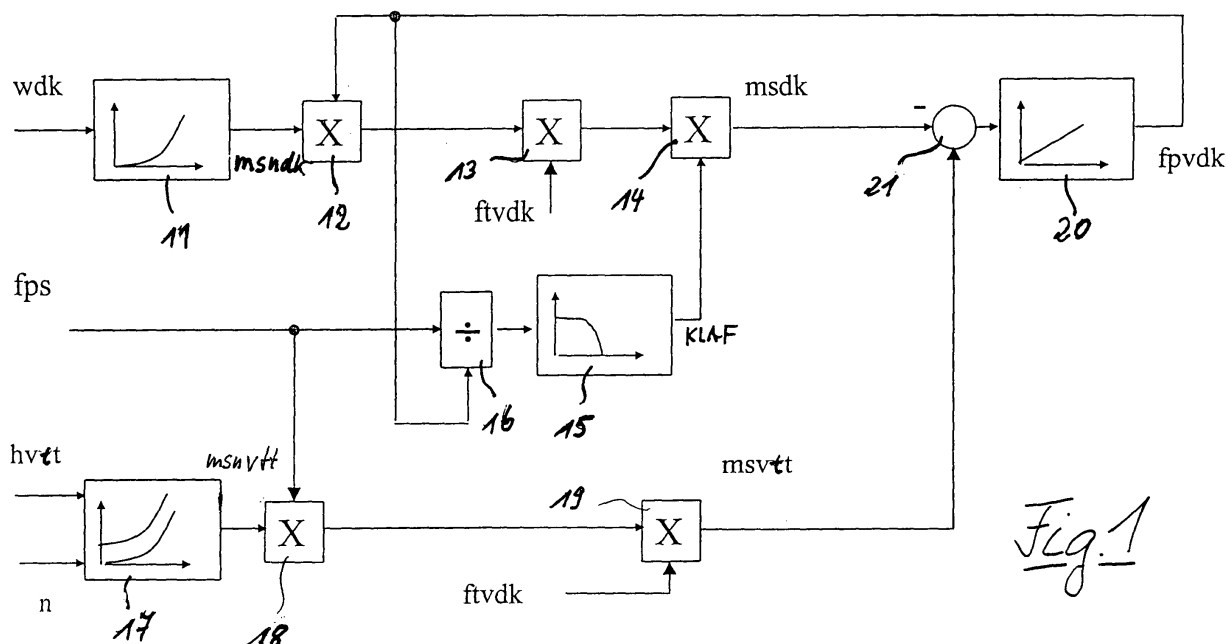 wdk
msndk
11
X
12
X
13
ftvdk
X
14
msdk
-
21
20
fpvdk
fps
÷
16
15
KLAF
hvtt
n
17
msnvtt
X
18
19
X
ftvdk
msvtt
Fig.1